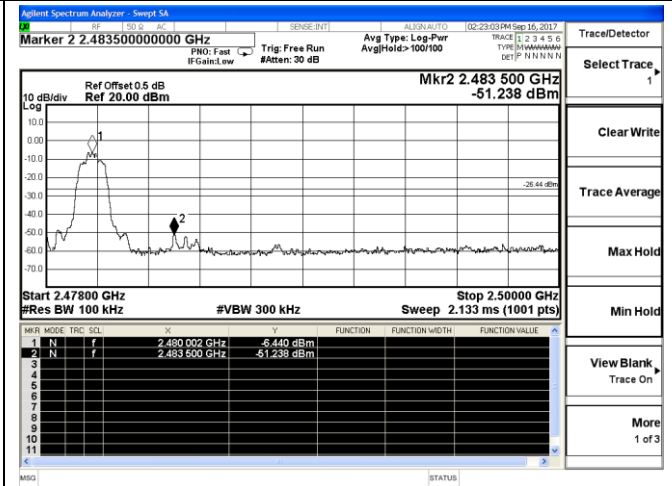 Agilent Spectrum Analyzer - Swept SA
RF 50 Ω AC SENSE:INT ALIGNAUTO 02:23:03PM Sep 16, 2017
Marker 2 2.483500000000 GHz
Avg Type: Log-Pwr
TRACE 1 2 3 4 5 6
PNO: Fast Trig: Free Run Avg|Hold:>100/100
TYPE M
IFGain:Low #Atten: 30 dB
DET P N N N N N
Trace/Detector
Mkr2 2.483 500 GHz
Ref Offset 0.5 dB
10 dB/div Ref 20.00 dBm -51.238 dBm
Log
10.0
0.00
-10.0
-20.0
-30.0
-40.0
-50.0
-60.0
-70.0
1
2
-26.44 dBm
Start 2.47800 GHz Stop 2.50000 GHz
#Res BW 100 kHz #VBW 300 kHz Sweep 2.133 ms (1001 pts)
MKR MODE TRC SCL X Y FUNCTION FUNCTION WIDTH FUNCTION VALUE
1 N f 2.480 002 GHz -6.440 dBm
2 N f 2.483 500 GHz -51.238 dBm
3
4
5
6
7
8
9
10
11
MSG STATUS
Select Trace
1
Clear Write
Trace Average
Max Hold
Min Hold
View Blank
Trace On
More
1 of 3